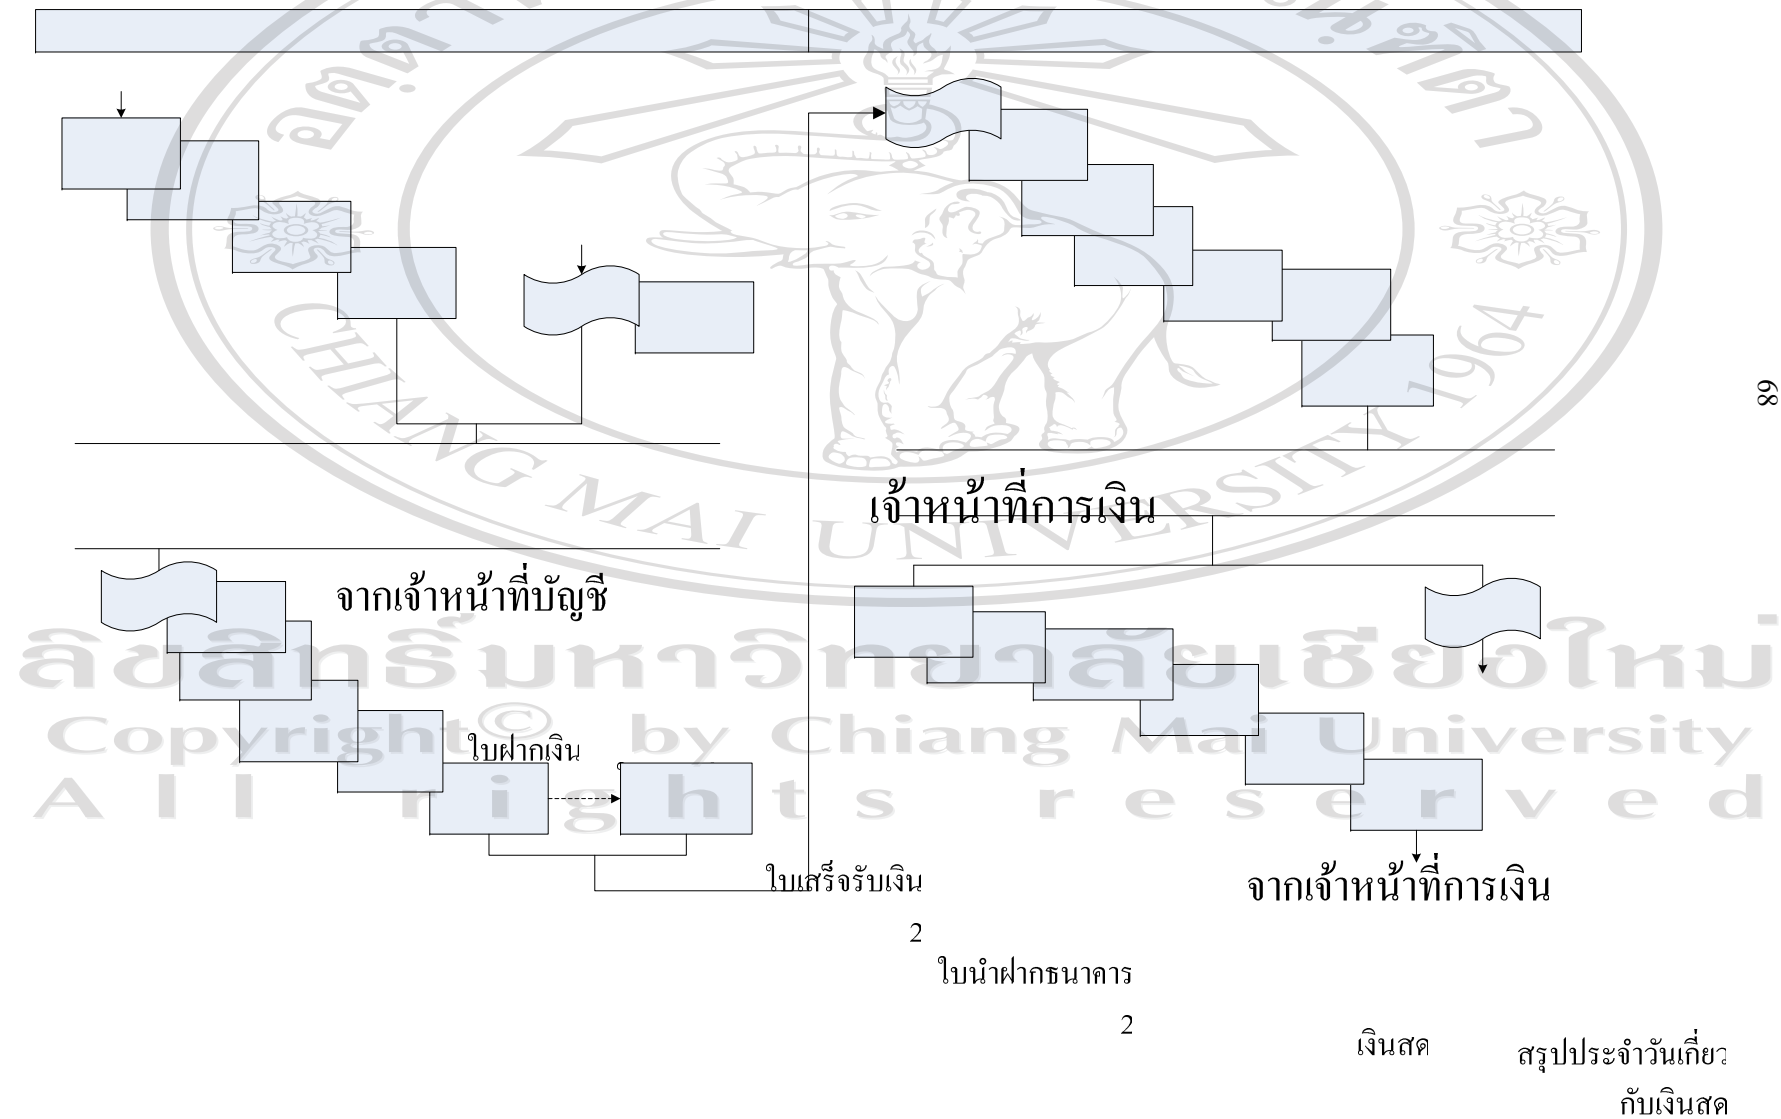 CHIANG MAI UNIVERSITY 1964
89
เจ้าหน้าที่การเงิน
จากเจ้าหน้าที่บัญชี
ลิขสิทธิ์มหาวิทยาลัยเชียงใหม่
Copyright© by Chiang Mai University
All rights reserved
ใบฝากเงิน
ใบเสร็จรับเงิน
2
จากเจ้าหน้าที่การเงิน
ใบนำฝากธนาคาร
2
เงินสด
สรุปประจำวันเกี่ยว
กับเงินสด